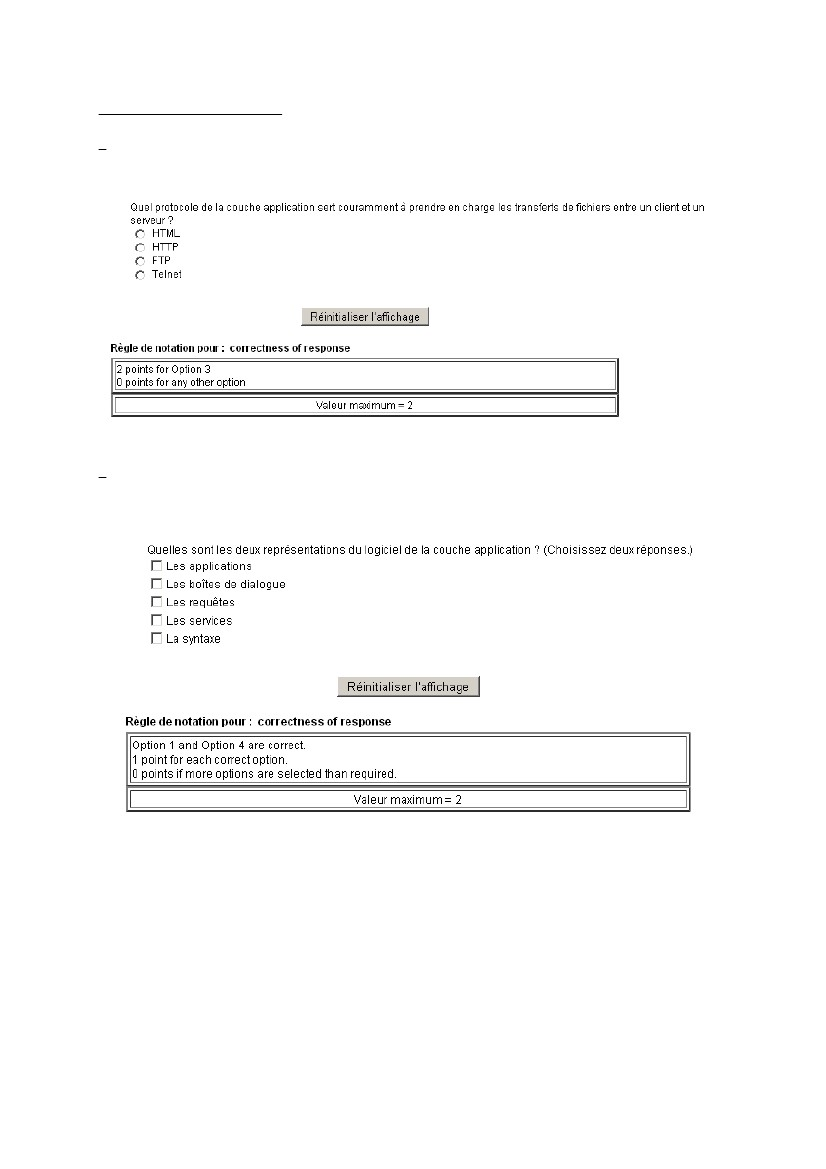 Quel protocole de la couche application sert couramment à prendre en charge les transferts de fichiers entre un client et un
serveur ?
HTML
HTTP
FTP
Telnet
Réinitialiser l'affichage
Règle de notation pour : correctness of response
2 points for Option 3
0 points for any other option
Valeur maximum = 2
Quelles sont les deux représentations du logiciel de la couche application ? (Choisissez deux réponses.)
Les applications
Les boîtes de dialogue
Les requêtes
Les services
La syntaxe
Réinitialiser l'affichage
Règle de notation pour : correctness of response
Option 1 and Option 4 are correct.
1 point for each correct option.
0 points if more options are selected than required.
Valeur maximum = 2